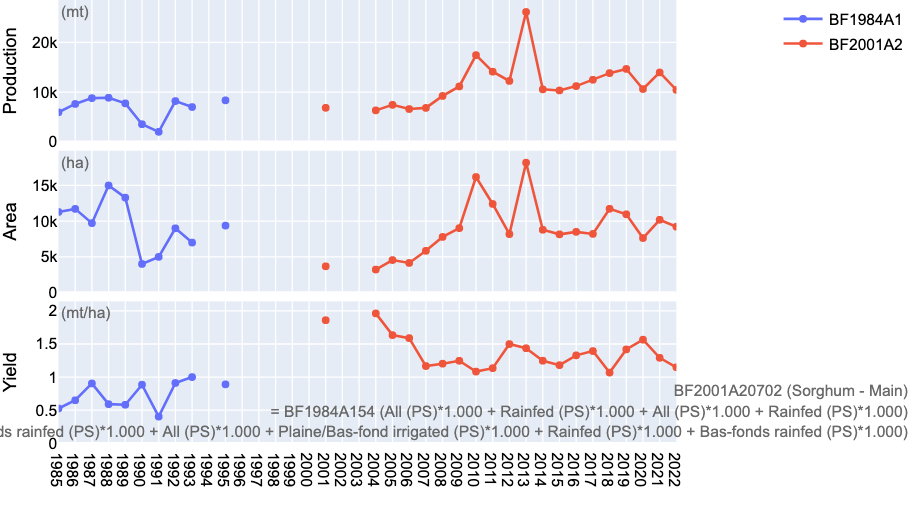 (mt)
BF1984A1
BF2001A2
Production
20k
10k
0
(ha)
Area
15k
10k
5k
0
(mt/ha)
Yield
2
1.5
1
0.5
0
BF2001A20702 (Sorghum - Main)
= BF1984A154 (All (PS)*1.000 + Rainfed (PS)*1.000 + All (PS)*1.000 + Rainfed (PS)*1.000)
ds rainfed (PS)*1.000 + All (PS)*1.000 + Plaine/Bas-fond irrigated (PS)*1.000 + Rainfed (PS)*1.000 + Bas-fonds rainfed (PS)*1.000)
1985 1986 1987 1988 1989 1990 1991 1992 1993 1994 1995 1996 1997 1998 1999 2000 2001 2002 2003 2004 2005 2006 2007 2008 2009 2010 2011 2012 2013 2014 2015 2016 2017 2018 2019 2020 2021 2022